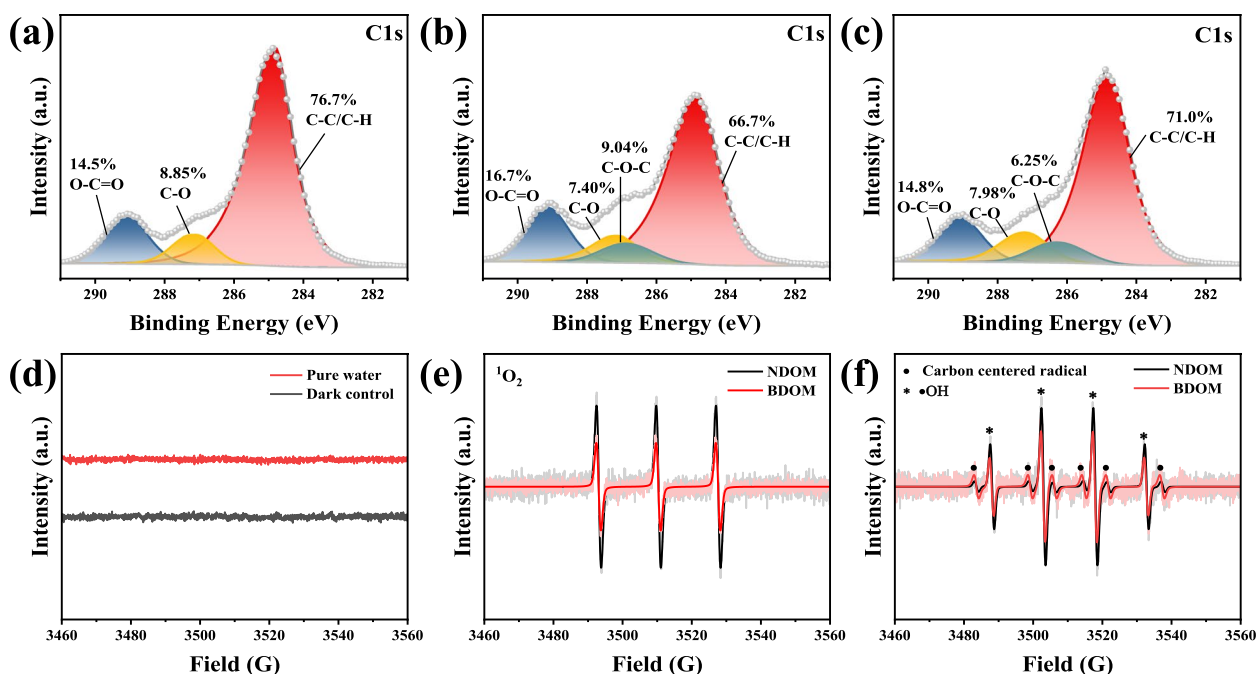 (a)
C1s
76.7%
C-C/C-H
14.5%
O-C=O
8.85%
C-O
Intensity (a.u.)
290 288 286 284 282
Binding Energy (eV)
(b)
C1s
66.7%
C-C/C-H
9.04%
C-O-C
16.7%
O-C=O
7.40%
C-O
Intensity (a.u.)
290 288 286 284 282
Binding Energy (eV)
(c)
C1s
71.0%
C-C/C-H
6.25%
C-O-C
14.8%
O-C=O
7.98%
C-O
Intensity (a.u.)
290 288 286 284 282
Binding Energy (eV)
(d)
Pure water
Dark control
Intensity (a.u.)
3460 3480 3500 3520 3540 3560
Field (G)
(e)
¹O₂
NDOM
BDOM
Intensity (a.u.)
3460 3480 3500 3520 3540 3560
Field (G)
(f)
• Carbon centered radical
* •OH
NDOM
BDOM
Intensity (a.u.)
3460 3480 3500 3520 3540 3560
Field (G)